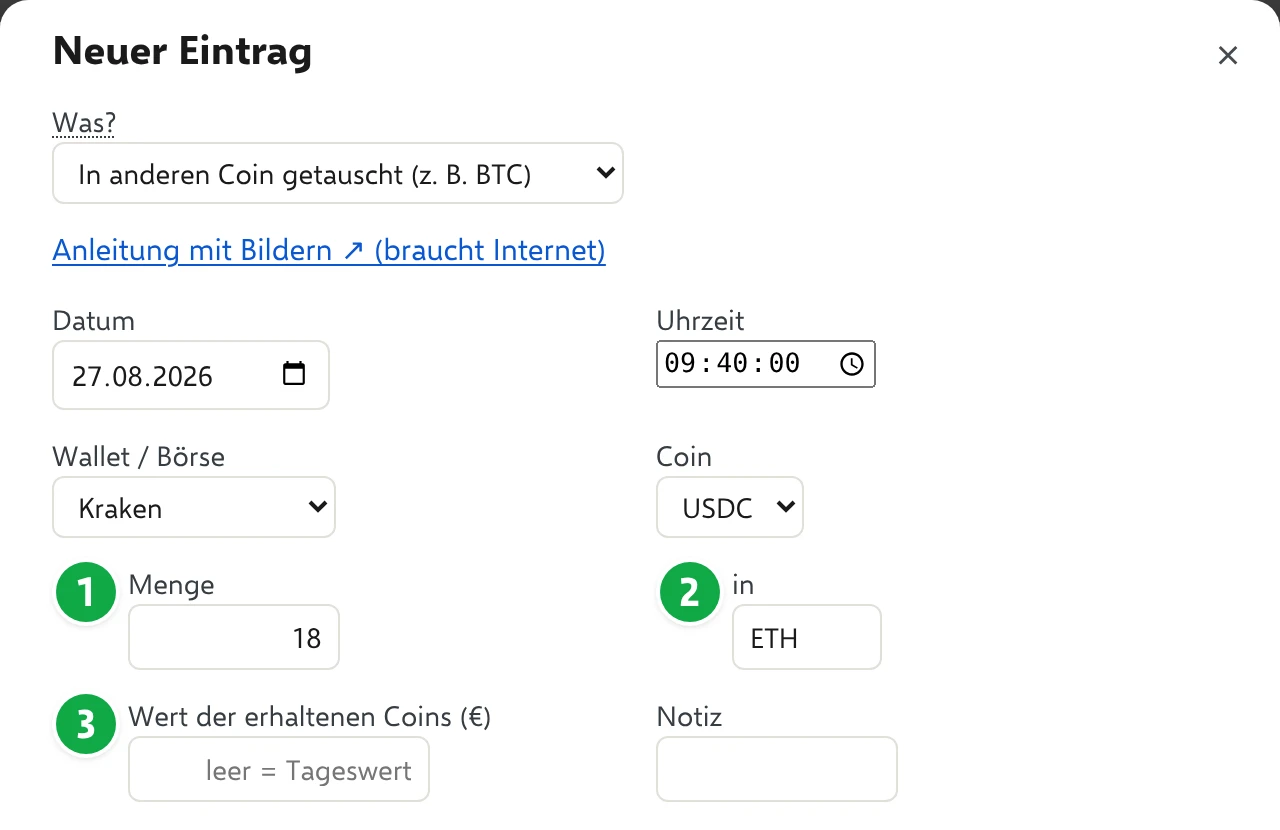 Neuer Eintrag
Was?
In anderen Coin getauscht (z. B. BTC)
Anleitung mit Bildern ↗ (braucht Internet)
Datum
Uhrzeit
27.08.2026
09:40:00
Wallet / Börse
Coin
Kraken
USDC
1 Menge
2 in
18
ETH
3 Wert der erhaltenen Coins (€)
Notiz
leer = Tageswert